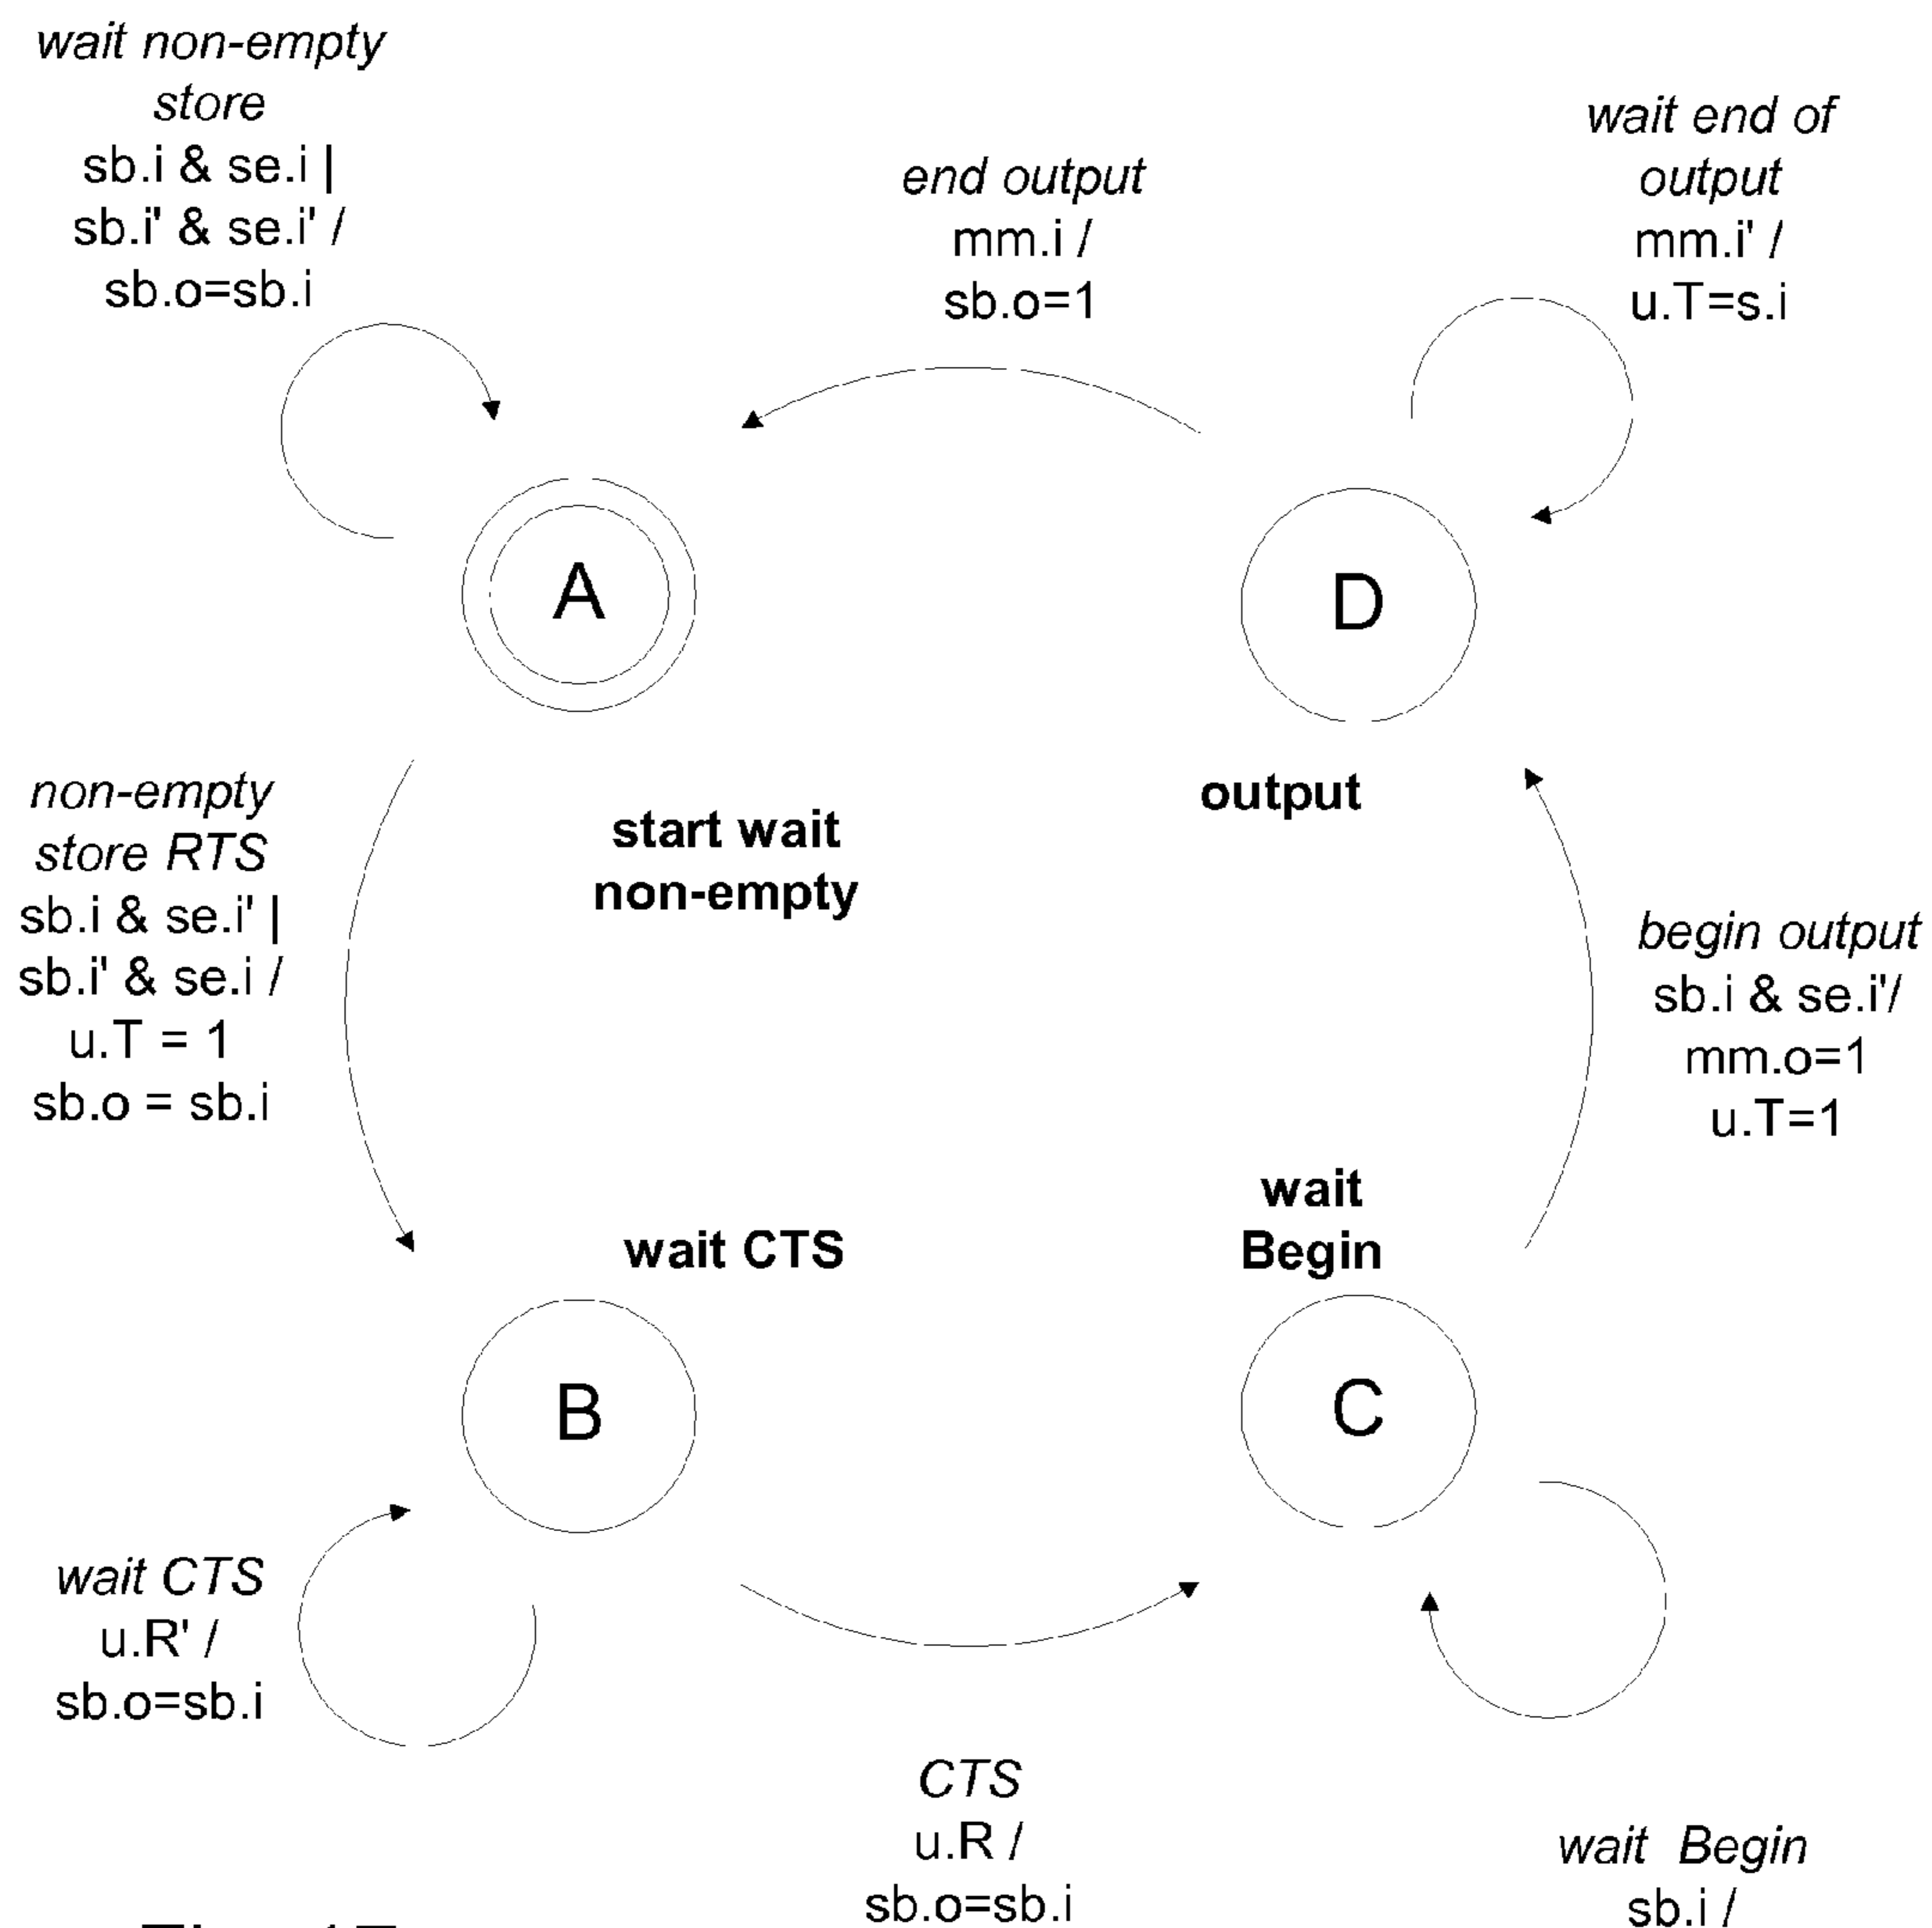 wait non-empty
store
sb.i & se.i |
sb.i' & se.i' /
sb.o=sb.i
end output
mm.i /
sb.o=1
wait end of
output
mm.i' /
u.T=s.i
A
D
non-empty
store RTS
sb.i & se.i' |
sb.i' & se.i /
u.T = 1
sb.o = sb.i
start wait
non-empty
output
begin output
sb.i & se.i'/
mm.o=1
u.T=1
wait CTS
wait
Begin
B
C
wait CTS
u.R' /
sb.o=sb.i
CTS
u.R /
sb.o=sb.i
wait Begin
sb.i /